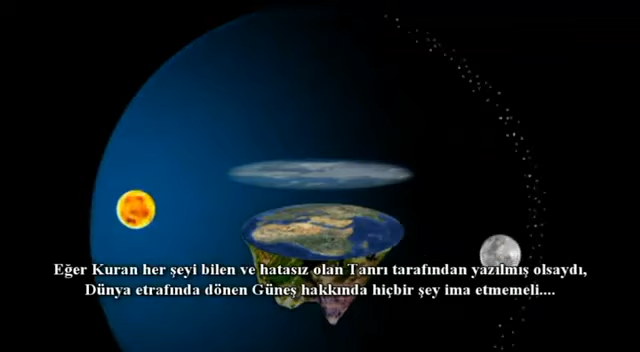 Eğer Kuran her şeyi bilen ve hatasız olan Tanrı tarafından yazılmış olsaydı,
Dünya etrafında dönen Güneş hakkında hiçbir şey ima etmemeli....